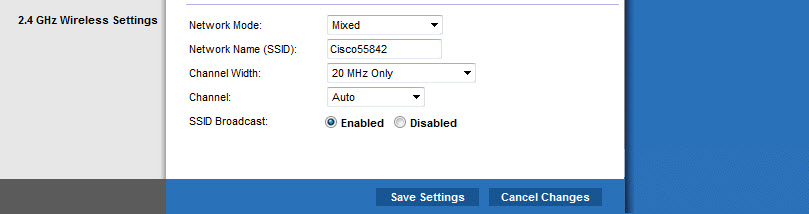 2.4 GHz Wireless Settings
Network Mode: Mixed
Network Name (SSID): Cisco55842
Channel Width: 20 MHz Only
Channel: Auto
SSID Broadcast: Enabled Disabled
Save Settings Cancel Changes